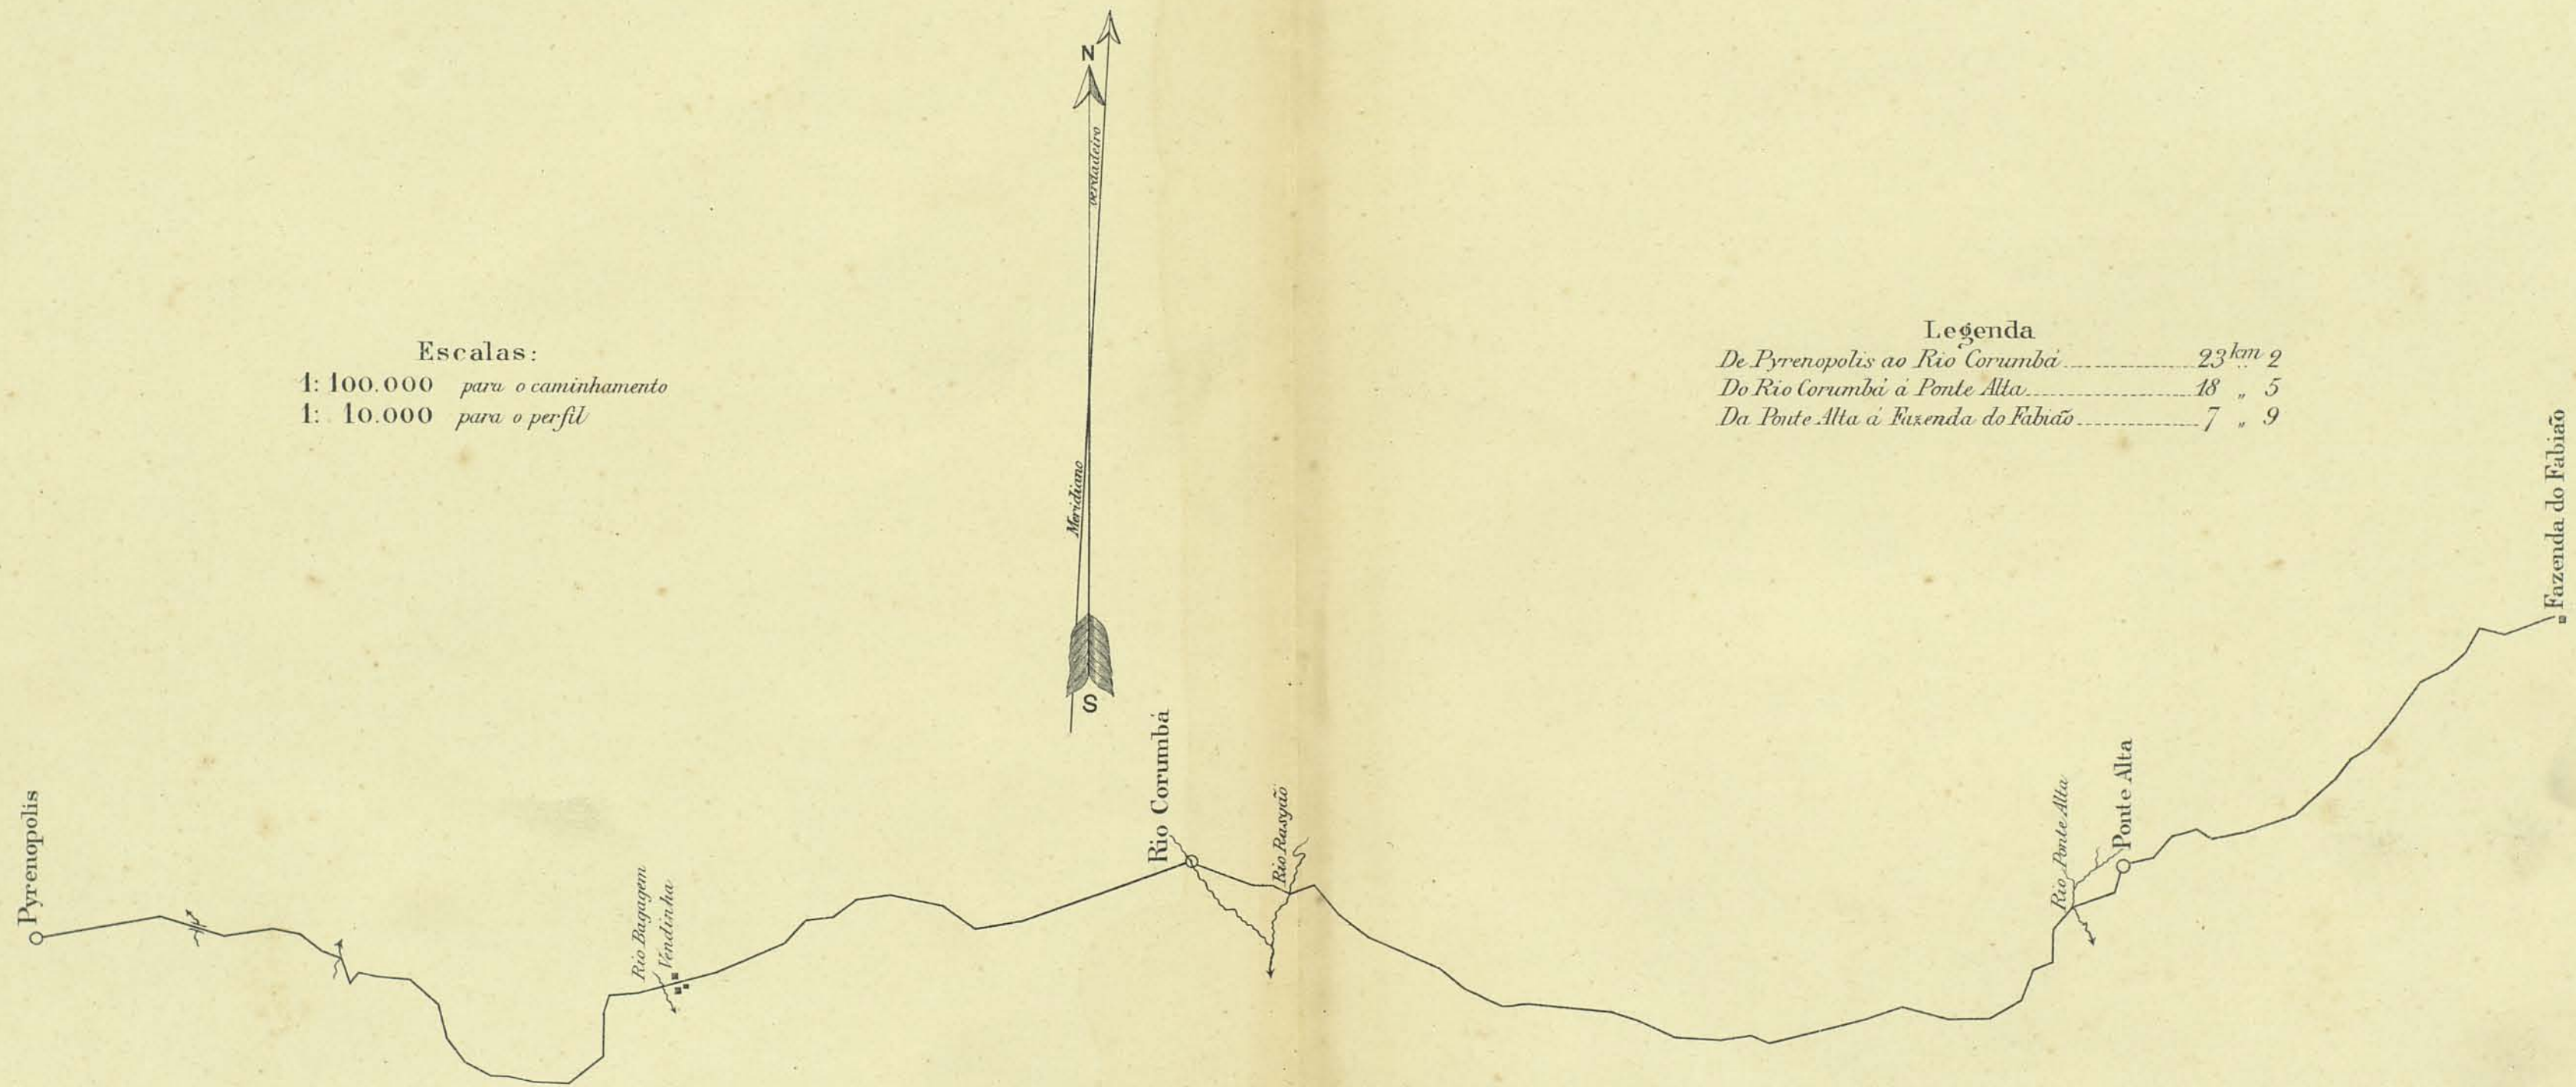 N
verdadeiro
Meridiano
S
Escalas:
1: 100.000 para o caminhamento
1: 10.000 para o perfil
Legenda
De Pyrenopolis ao Rio Corumbá 23 km 2
Do Rio Corumbá á Ponte Alta 18 „ 5
Da Ponte Alta á Fazenda do Fabião 7 „ 9
Pyrenopolis
Rio Bagagem
Vendinha
Rio Corumbá
Rio Rasgão
Rio Ponte Alta
Ponte Alta
Fazenda do Fabião